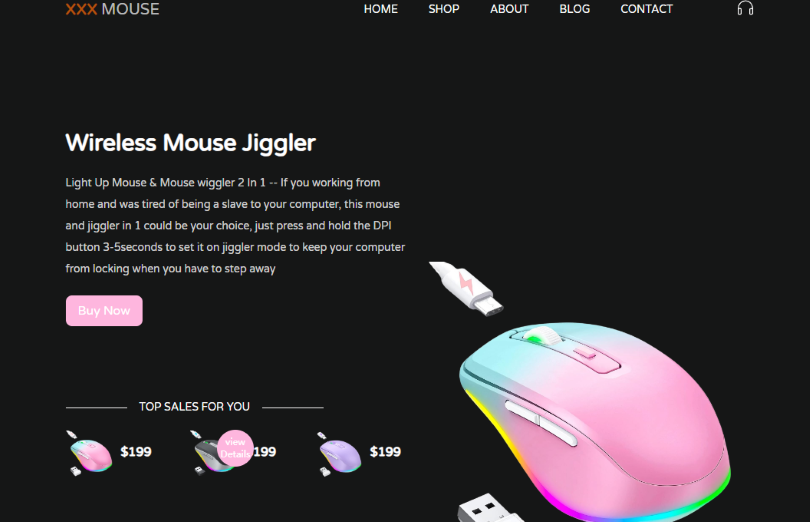 XXX MOUSE
HOME SHOP ABOUT BLOG CONTACT
Wireless Mouse Jiggler
Light Up Mouse & Mouse wiggler 2 In 1 -- If you working from
home and was tired of being a slave to your computer, this mouse
and jiggler in 1 could be your choice, just press and hold the DPI
button 3-5seconds to set it on jiggler mode to keep your computer
from locking when you have to step away
Buy Now
TOP SALES FOR YOU
$199
view
Details
199
$199